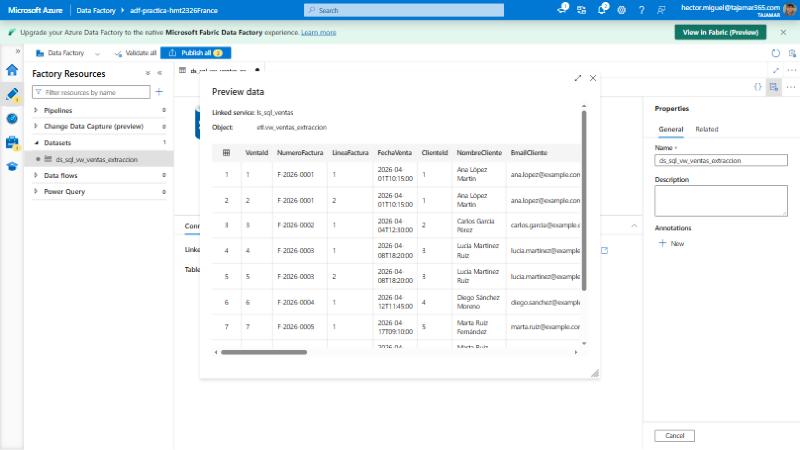 Microsoft Azure
Data Factory
adf-practica-hmt2326France
Search
hector.miguel@tajamar365.com
TAJAMAR
Upgrade your Azure Data Factory to the native Microsoft Fabric Data Factory experience. Learn more
View in Fabric (Preview)
Data Factory
Validate all
Publish all
Factory Resources
Filter resources by name
Pipelines 0
Change Data Capture (preview) 0
Datasets 1
ds_sql_vw_ventas_extraccion
Data flows 0
Power Query 0
Preview data
Linked service: ls_sql_ventas
Object: etl.vw_ventas_extraccion
VentaId NumeroFactura LineaFactura FechaVenta ClienteId NombreCliente EmailCliente
1 1 F-2026-0001 1 2026-04-01T10:15:00 1 Ana López Martín ana.lopez@example.con
2 2 F-2026-0001 2 2026-04-01T10:15:00 1 Ana López Martín ana.lopez@example.con
3 3 F-2026-0002 1 2026-04-04T12:30:00 2 Carlos García Pérez carlos.garcia@example.c
4 4 F-2026-0003 1 2026-04-08T18:20:00 3 Lucía Martínez Ruiz lucia.martinez@example
5 5 F-2026-0003 2 2026-04-08T18:20:00 3 Lucía Martínez Ruiz lucia.martinez@example
6 6 F-2026-0004 1 2026-04-12T11:45:00 4 Diego Sánchez Moreno diego.sanchez@example
7 7 F-2026-0005 1 2026-04-17T09:10:00 5 Marta Ruiz Fernández marta.ruiz@example.cor
Conn
Linke
Table
Properties
General
Related
Name *
ds_sql_vw_ventas_extraccion
Description
Annotations
New
Cancel